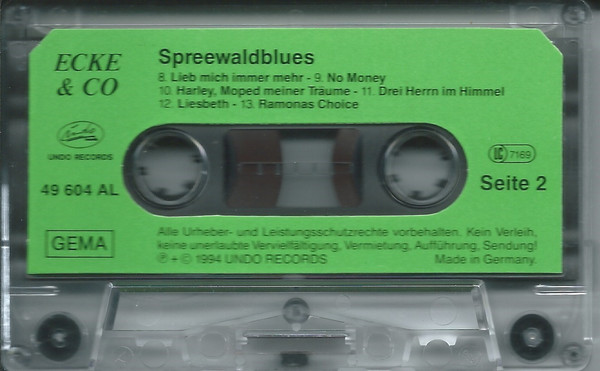 ECKE
& CO
Spreewaldblues
8. Lieb mich immer mehr - 9. No Money
10. Harley, Moped meiner Träume - 11. Drei Herrn im Himmel
12. Liesbeth - 13. Ramonas Choice
undo
UNDO RECORDS
49 604 AL
LC 7169
Seite 2
GEMA
Alle Urheber- und Leistungsschutzrechte vorbehalten. Kein Verleih,
keine unerlaubte Vervielfältigung, Vermietung, Aufführung, Sendung!
℗ + © 1994 UNDO RECORDS
Made in Germany.